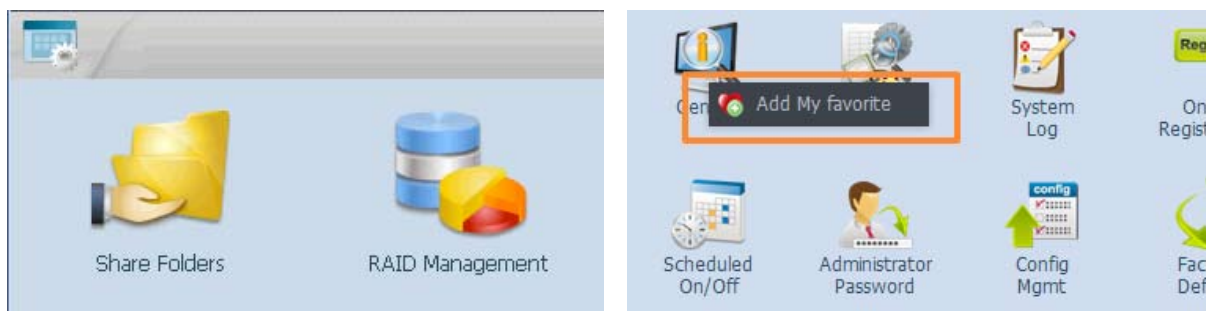 Share Folders
RAID Management
Add My favorite
System
Log
Scheduled
On/Off
Administrator
Password
config
Config
Mgmt